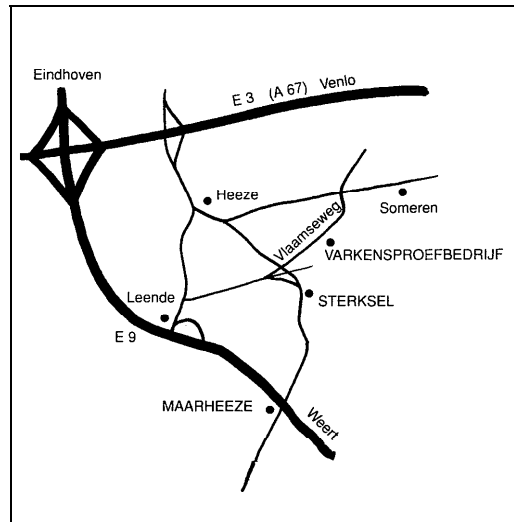 Eindhoven
E 3 (A 67) Venlo
Heeze
Someren
Vlaamseweg
VARKENSPROEFBEDRIJF
Leende
STERKSEL
E 9
MAARHEEZE
Weert